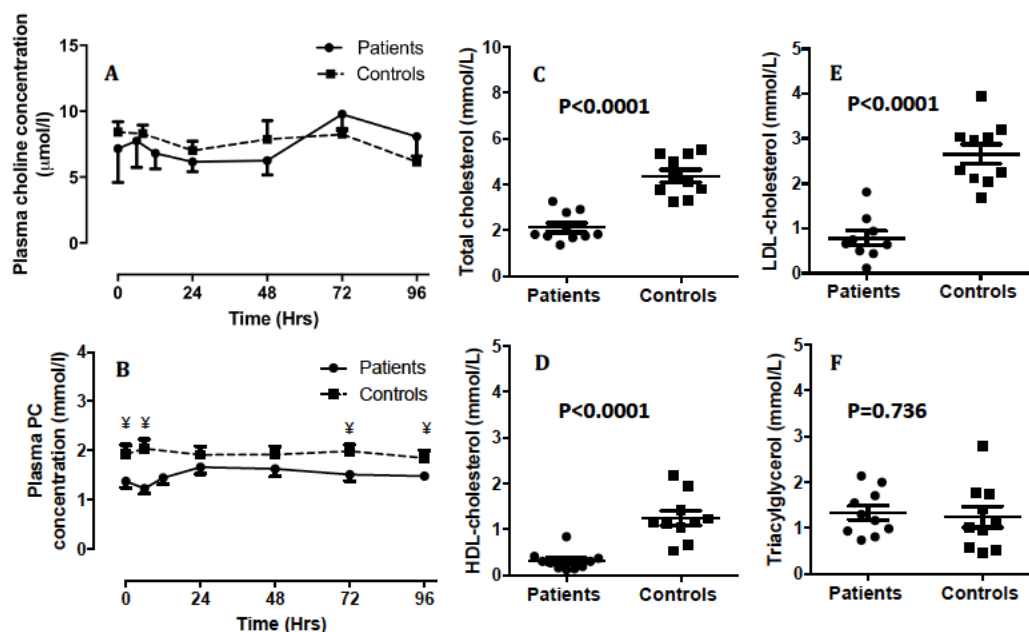 A
Plasma choline concentration
(μmol/l)
15
10
5
0
Patients
Controls
0 24 48 72 96
Time (Hrs)
B
Plasma PC
concentration (mmol/l)
4
3
2
1
0
Patients
Controls
¥ ¥ ¥ ¥
0 24 48 72 96
Time (Hrs)
C
Total cholesterol (mmol/L)
10
8
6
4
2
0
P<0.0001
Patients Controls
D
HDL-cholesterol (mmol/L)
5
4
3
2
1
0
P<0.0001
Patients Controls
E
LDL-cholesterol (mmol/L)
5
4
3
2
1
0
P<0.0001
Patients Controls
F
Triacylglycerol (mmol/L)
5
4
3
2
1
0
P=0.736
Patients Controls